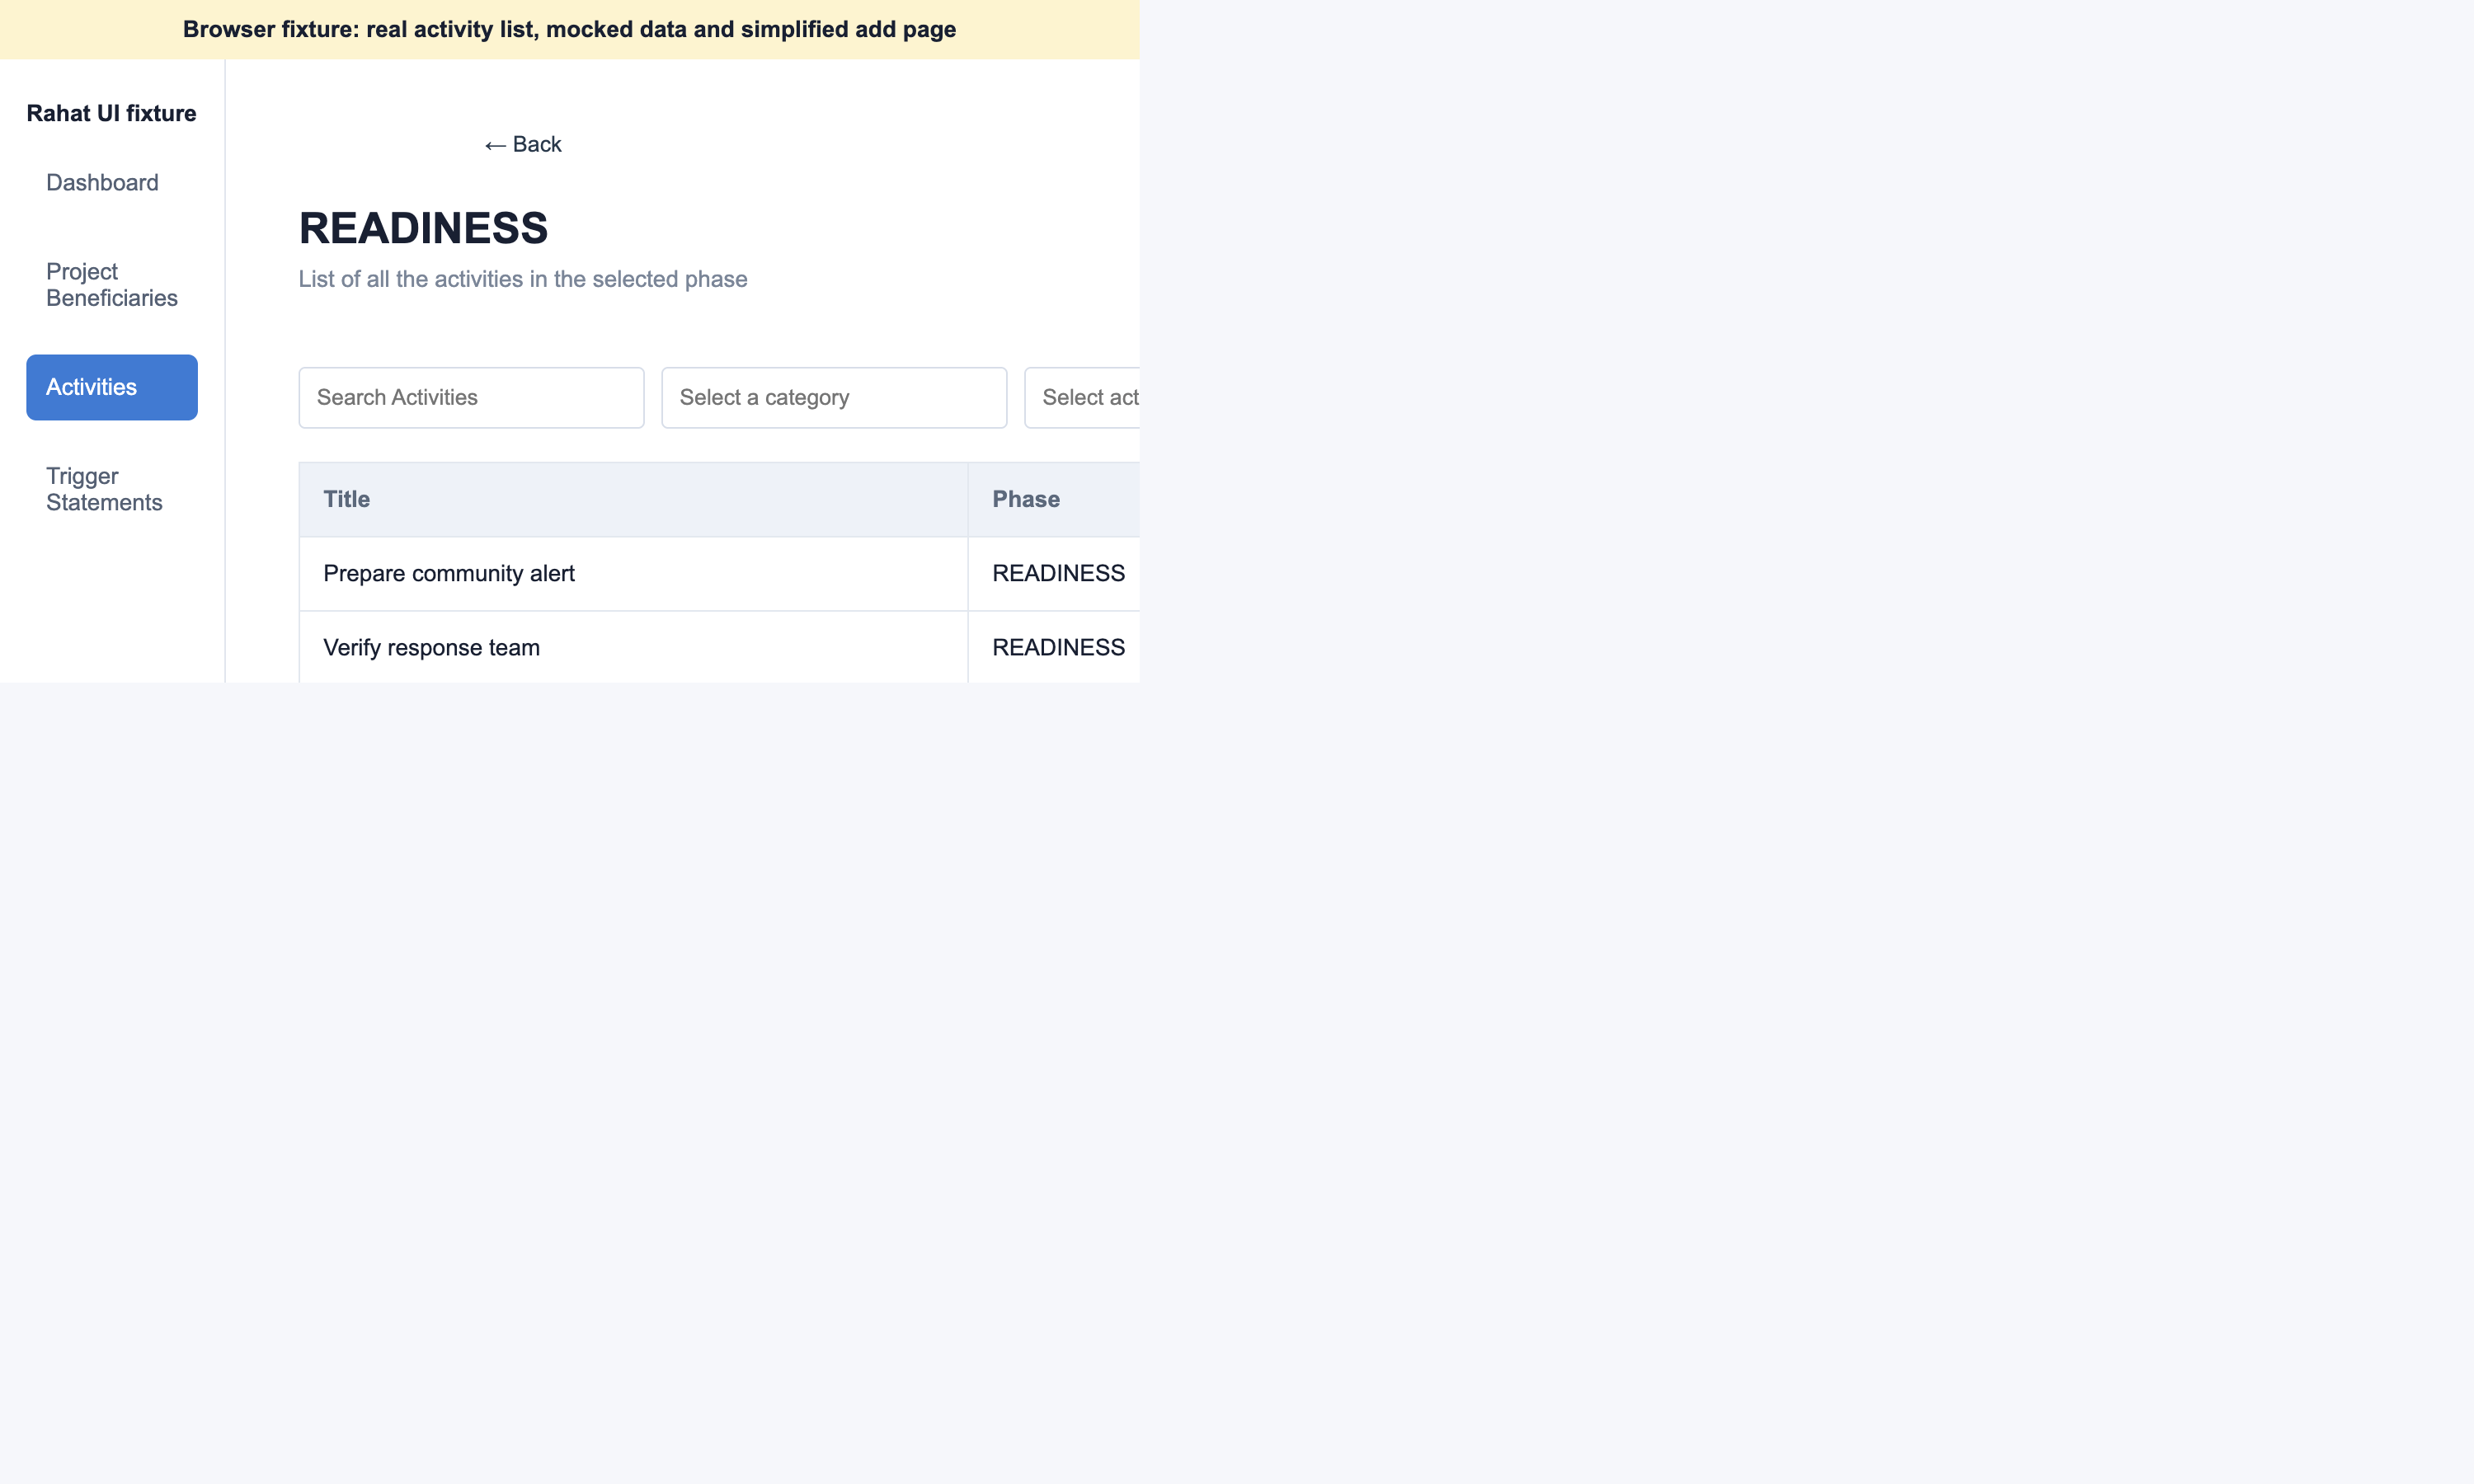 Browser fixture: real activity list, mocked data and simplified add page
Rahat UI fixture
Dashboard
Project
Beneficiaries
Activities
Trigger
Statements
← Back
READINESS
List of all the activities in the selected phase
Search Activities
Select a category
Select act
Title
Phase
Prepare community alert
READINESS
Verify response team
READINESS